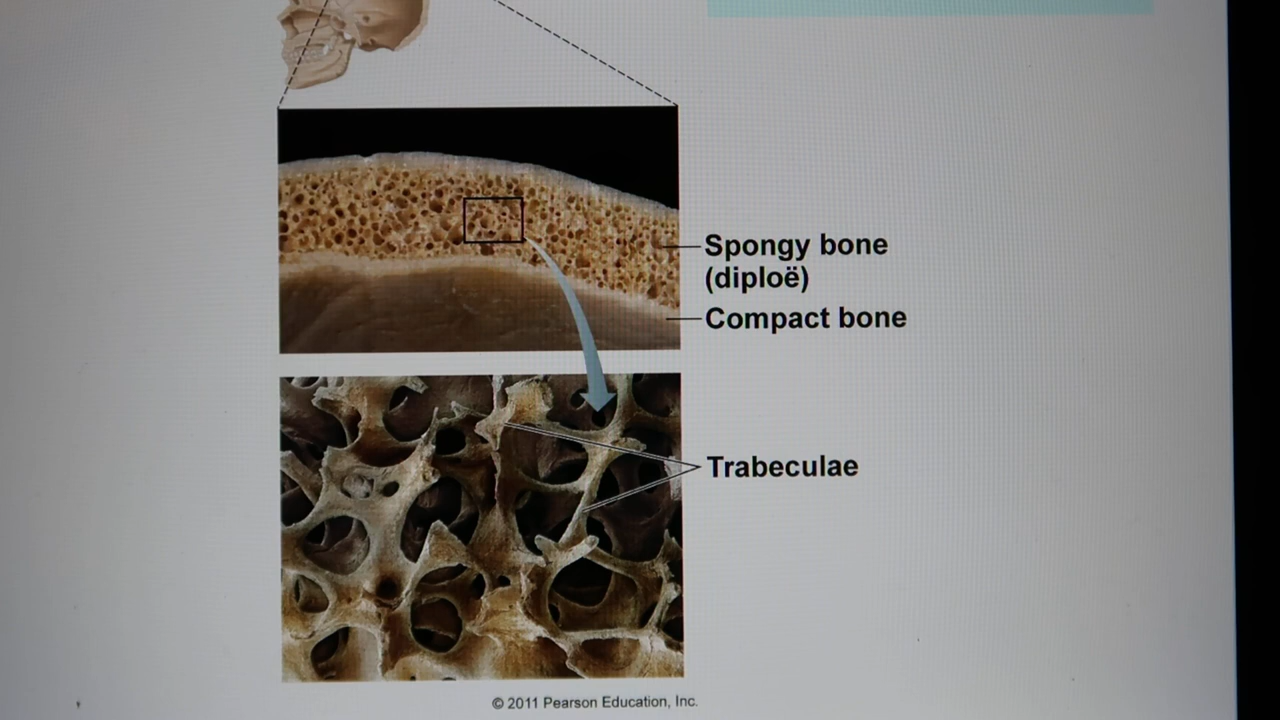 Spongy bone
(diploë)
Compact bone
Trabeculae
© 2011 Pearson Education, Inc.